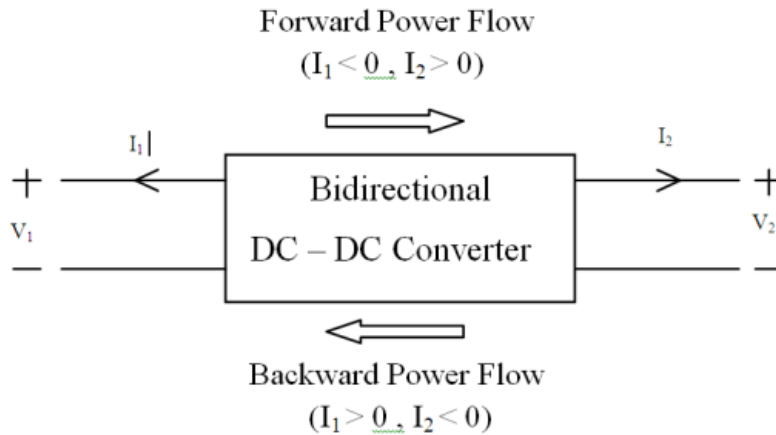 Forward Power Flow
(I₁ < 0 , I₂ > 0)
I₁|
I₂
+
+
Bidirectional
V₁
V₂
DC – DC Converter
–
–
Backward Power Flow
(I₁ > 0 , I₂ < 0)